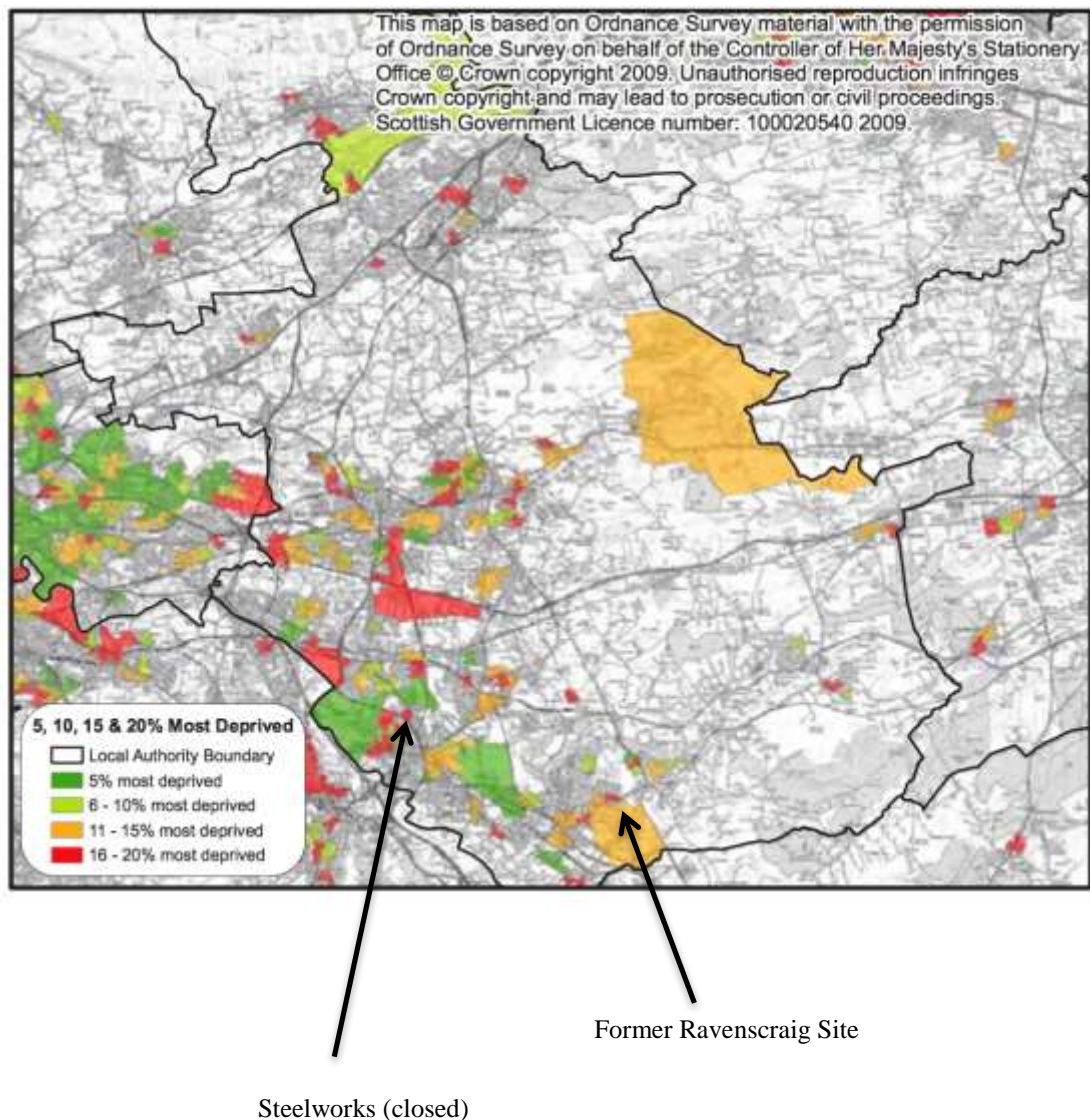 This map is based on Ordnance Survey material with the permission
of Ordnance Survey on behalf of the Controller of Her Majesty's Stationery
Office © Crown copyright 2009. Unauthorised reproduction infringes
Crown copyright and may lead to prosecution or civil proceedings.
Scottish Government Licence number: 100020540 2009.
5, 10, 15 & 20% Most Deprived
Local Authority Boundary
5% most deprived
6 - 10% most deprived
11 - 15% most deprived
16 - 20% most deprived
Former Ravenscraig Site
Steelworks (closed)